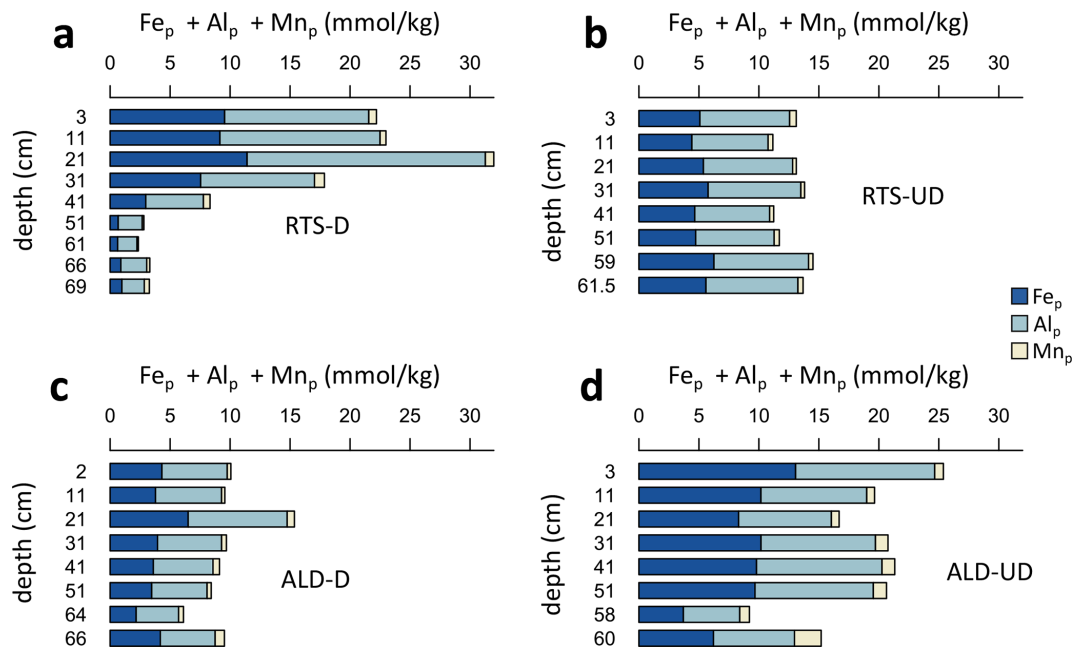 a
Feₚ + Alₚ + Mnₚ (mmol/kg)
0 5 10 15 20 25 30
depth (cm)
3
11
21
31
41
51
61
66
69
RTS-D
b
Feₚ + Alₚ + Mnₚ (mmol/kg)
0 5 10 15 20 25 30
depth (cm)
3
11
21
31
41
51
59
61.5
RTS-UD
Feₚ
Alₚ
Mnₚ
c
Feₚ + Alₚ + Mnₚ (mmol/kg)
0 5 10 15 20 25 30
depth (cm)
2
11
21
31
41
51
64
66
ALD-D
d
Feₚ + Alₚ + Mnₚ (mmol/kg)
0 5 10 15 20 25 30
depth (cm)
3
11
21
31
41
51
58
60
ALD-UD